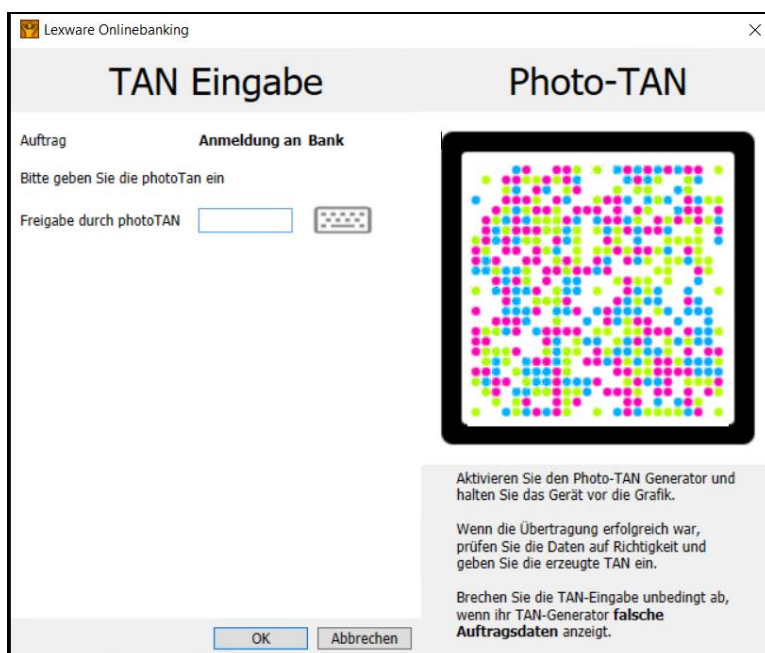 Lexware Onlinebanking
TAN Eingabe
Photo-TAN
Auftrag Anmeldung an Bank
Bitte geben Sie die photoTan ein
Freigabe durch photoTAN
Aktivieren Sie den Photo-TAN Generator und
halten Sie das Gerät vor die Grafik.
Wenn die Übertragung erfolgreich war,
prüfen Sie die Daten auf Richtigkeit und
geben Sie die erzeugte TAN ein.
Brechen Sie die TAN-Eingabe unbedingt ab,
wenn ihr TAN-Generator falsche
Auftragsdaten anzeigt.
OK Abbrechen